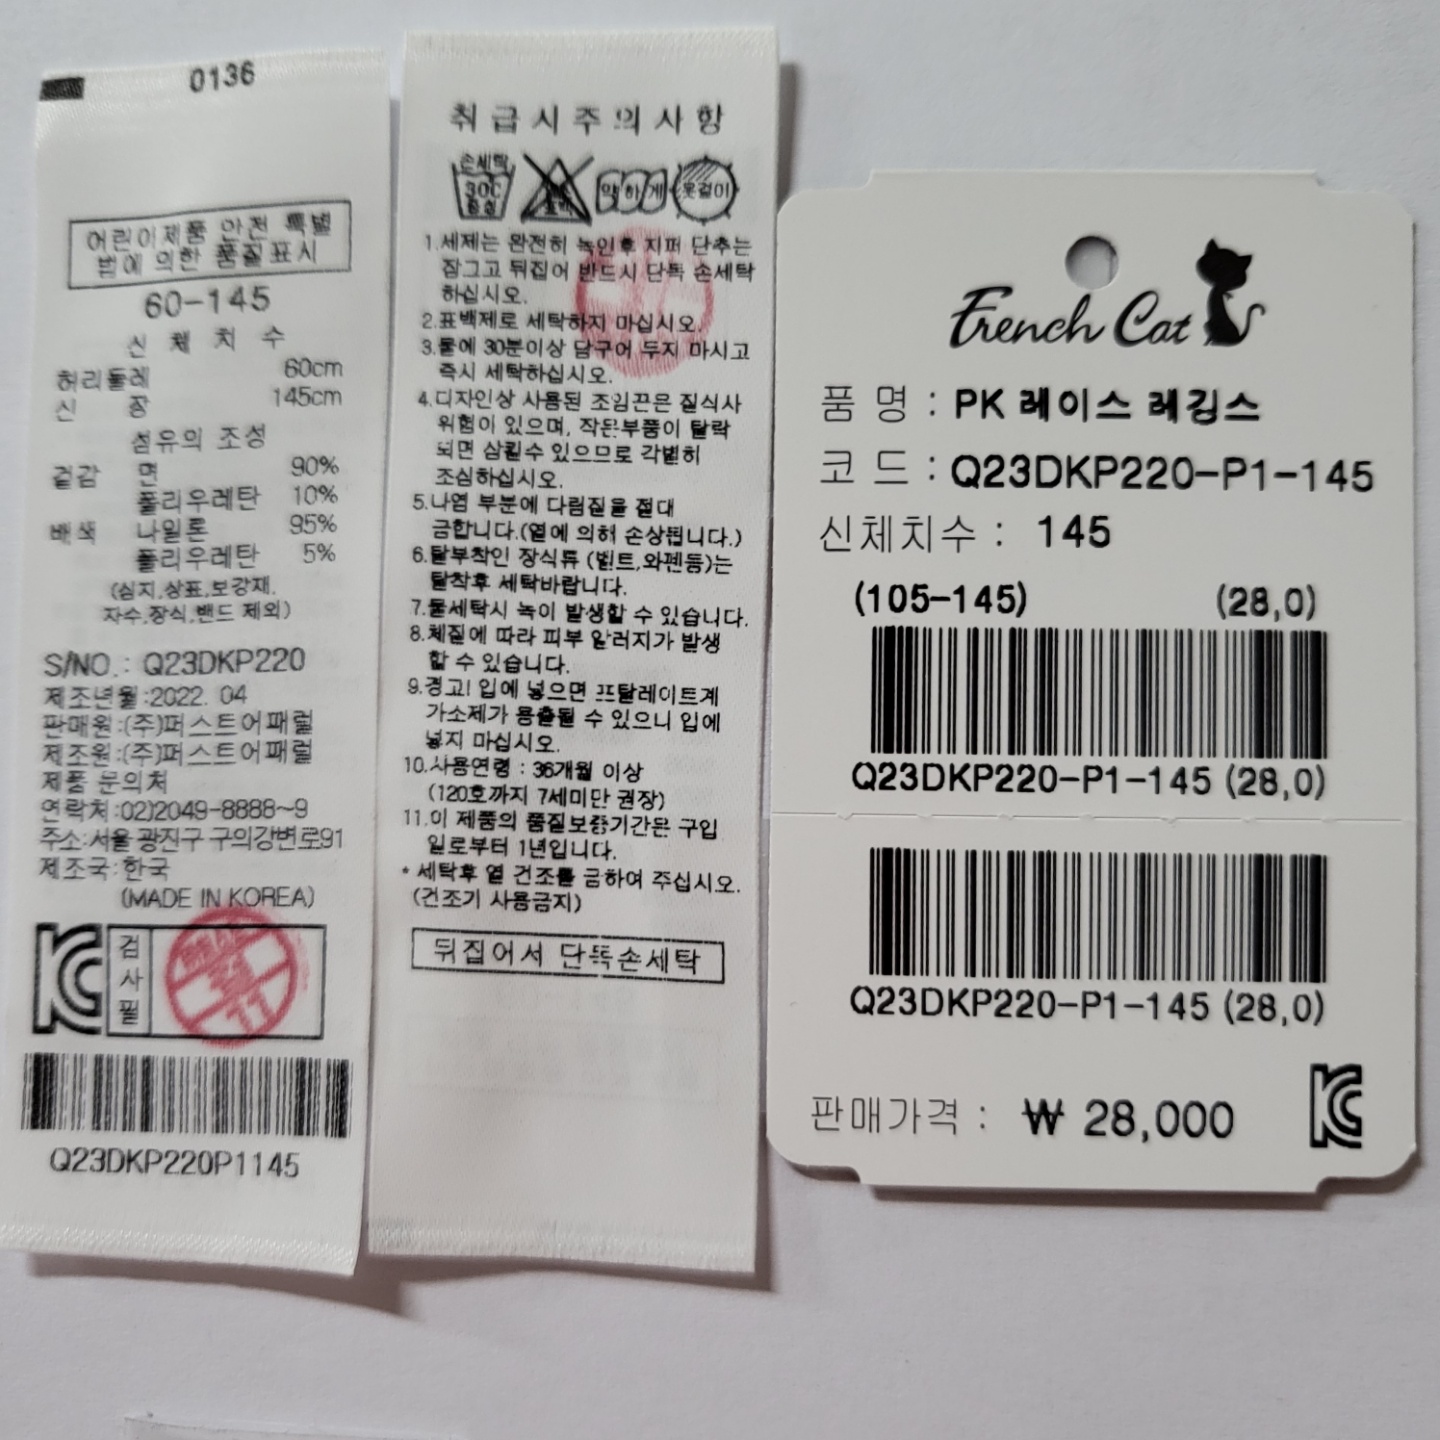 0136
어린이제품 안전 특별
법에 의한 품질표시
60-145
신 체 치 수
허리둘레 60cm
신 장 145cm
섬유의 조성
겉감 면 90%
폴리우레탄 10%
배색 나일론 95%
폴리우레탄 5%
(심지,상표,보강재,
자수,장식,밴드 제외)
S/NO.: Q23DKP220
제조년월:2022. 04
판매원:(주)퍼스트어패럴
제조원:(주)퍼스트어패럴
제품 문의처
연락처:02)2049-8888~9
주소:서울 광진구 구의강변로91
제조국:한국
(MADE IN KOREA)
검사필
Q23DKP220P1145
취급시주의사항
손세탁
30C
중성
약하게
옷걸이
1.세제는 완전히 녹인후 지퍼 단추는
잠그고 뒤집어 반드시 단독 손세탁
하십시오.
2.표백제로 세탁하지 마십시오.
3.물에 30분이상 담구어 두지 마시고
즉시 세탁하십시오.
4.디자인상 사용된 조임끈은 질식사
위험이 있으며, 작은부품이 탈락
되면 삼킬수 있으므로 각별히
조심하십시오.
5.나염 부분에 다림질을 절대
금합니다.(열에 의해 손상됩니다.)
6.탈부착인 장식류 (벨트,와펜등)는
탈착후 세탁바랍니다.
7.물세탁시 녹이 발생할 수 있습니다.
8.체질에 따라 피부 알러지가 발생
할 수 있습니다.
9.경고! 입에 넣으면 프탈레이트계
가소제가 용출될 수 있으니 입에
넣지 마십시오.
10.사용연령 : 36개월 이상
(120호까지 7세미만 권장)
11.이 제품의 품질보증기간은 구입
일로부터 1년입니다.
* 세탁후 열 건조를 금하여 주십시오.
(건조기 사용금지)
뒤집어서 단독손세탁
French Cat
품 명 : PK 레이스 레깅스
코 드 : Q23DKP220-P1-145
신체치수 : 145
(105-145) (28,0)
Q23DKP220-P1-145 (28,0)
Q23DKP220-P1-145 (28,0)
판매가격 : ₩ 28,000